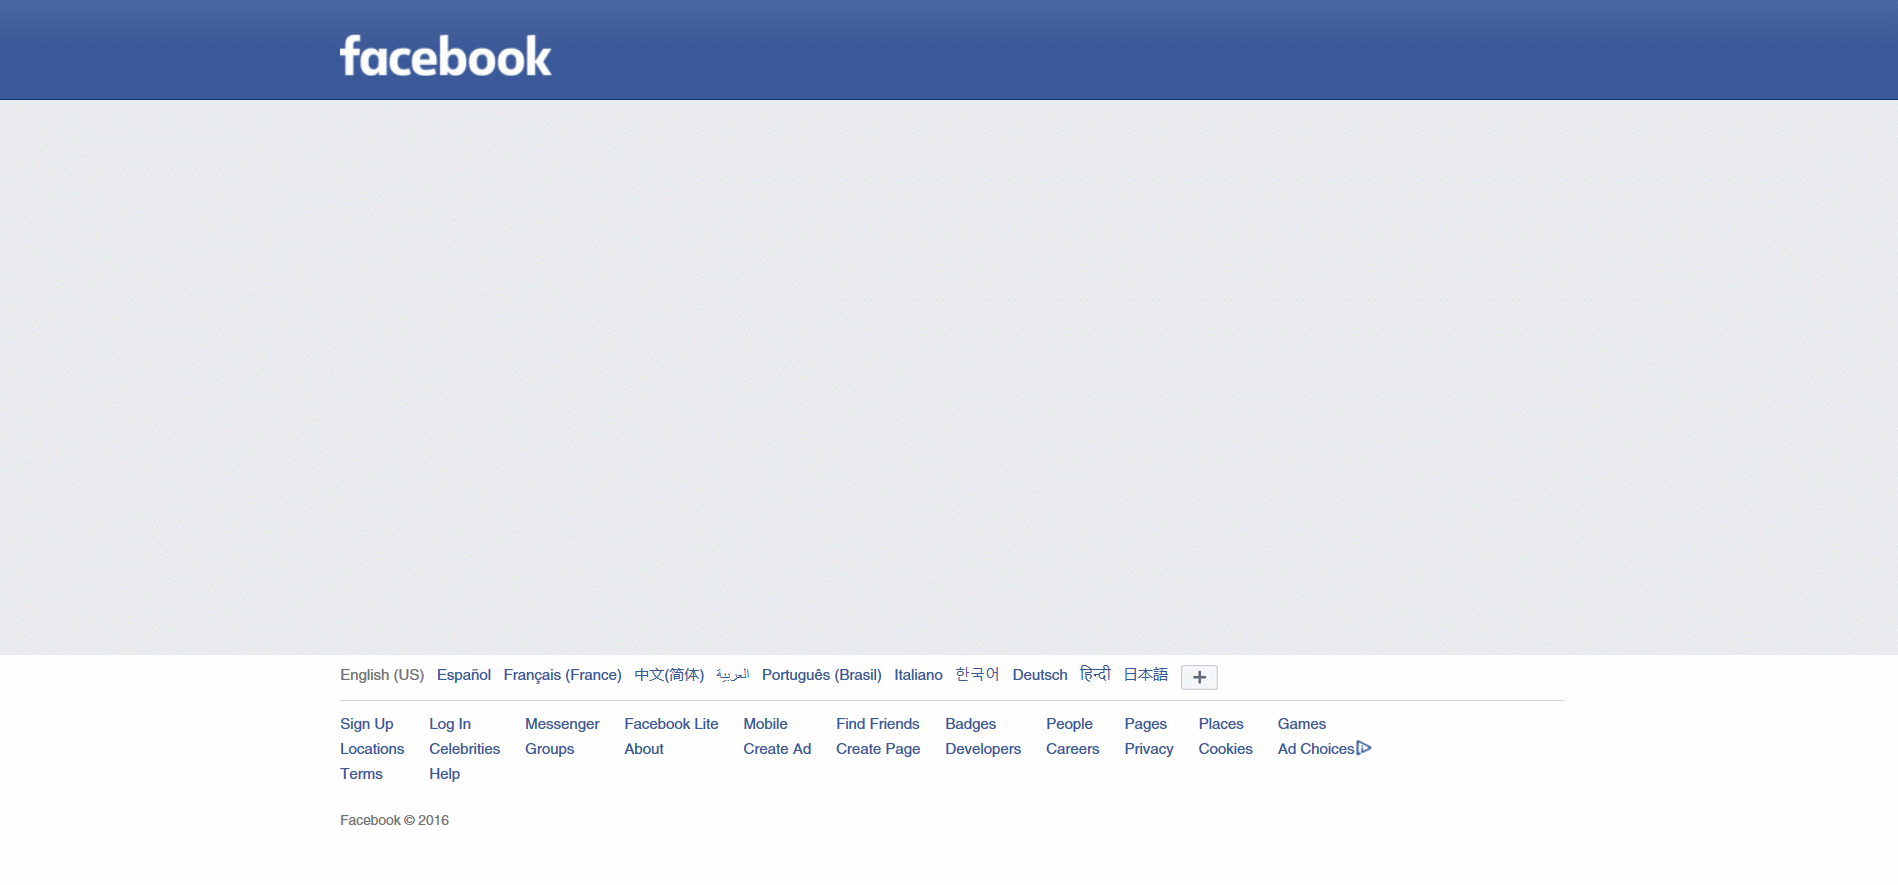 facebook
English (US) Español Français (France) 中文(简体) العربية Português (Brasil) Italiano 한국어 Deutsch हिन्दी 日本語 +
Sign Up Log In Messenger Facebook Lite Mobile Find Friends Badges People Pages Places Games
Locations Celebrities Groups About Create Ad Create Page Developers Careers Privacy Cookies Ad Choices
Terms Help
Facebook © 2016